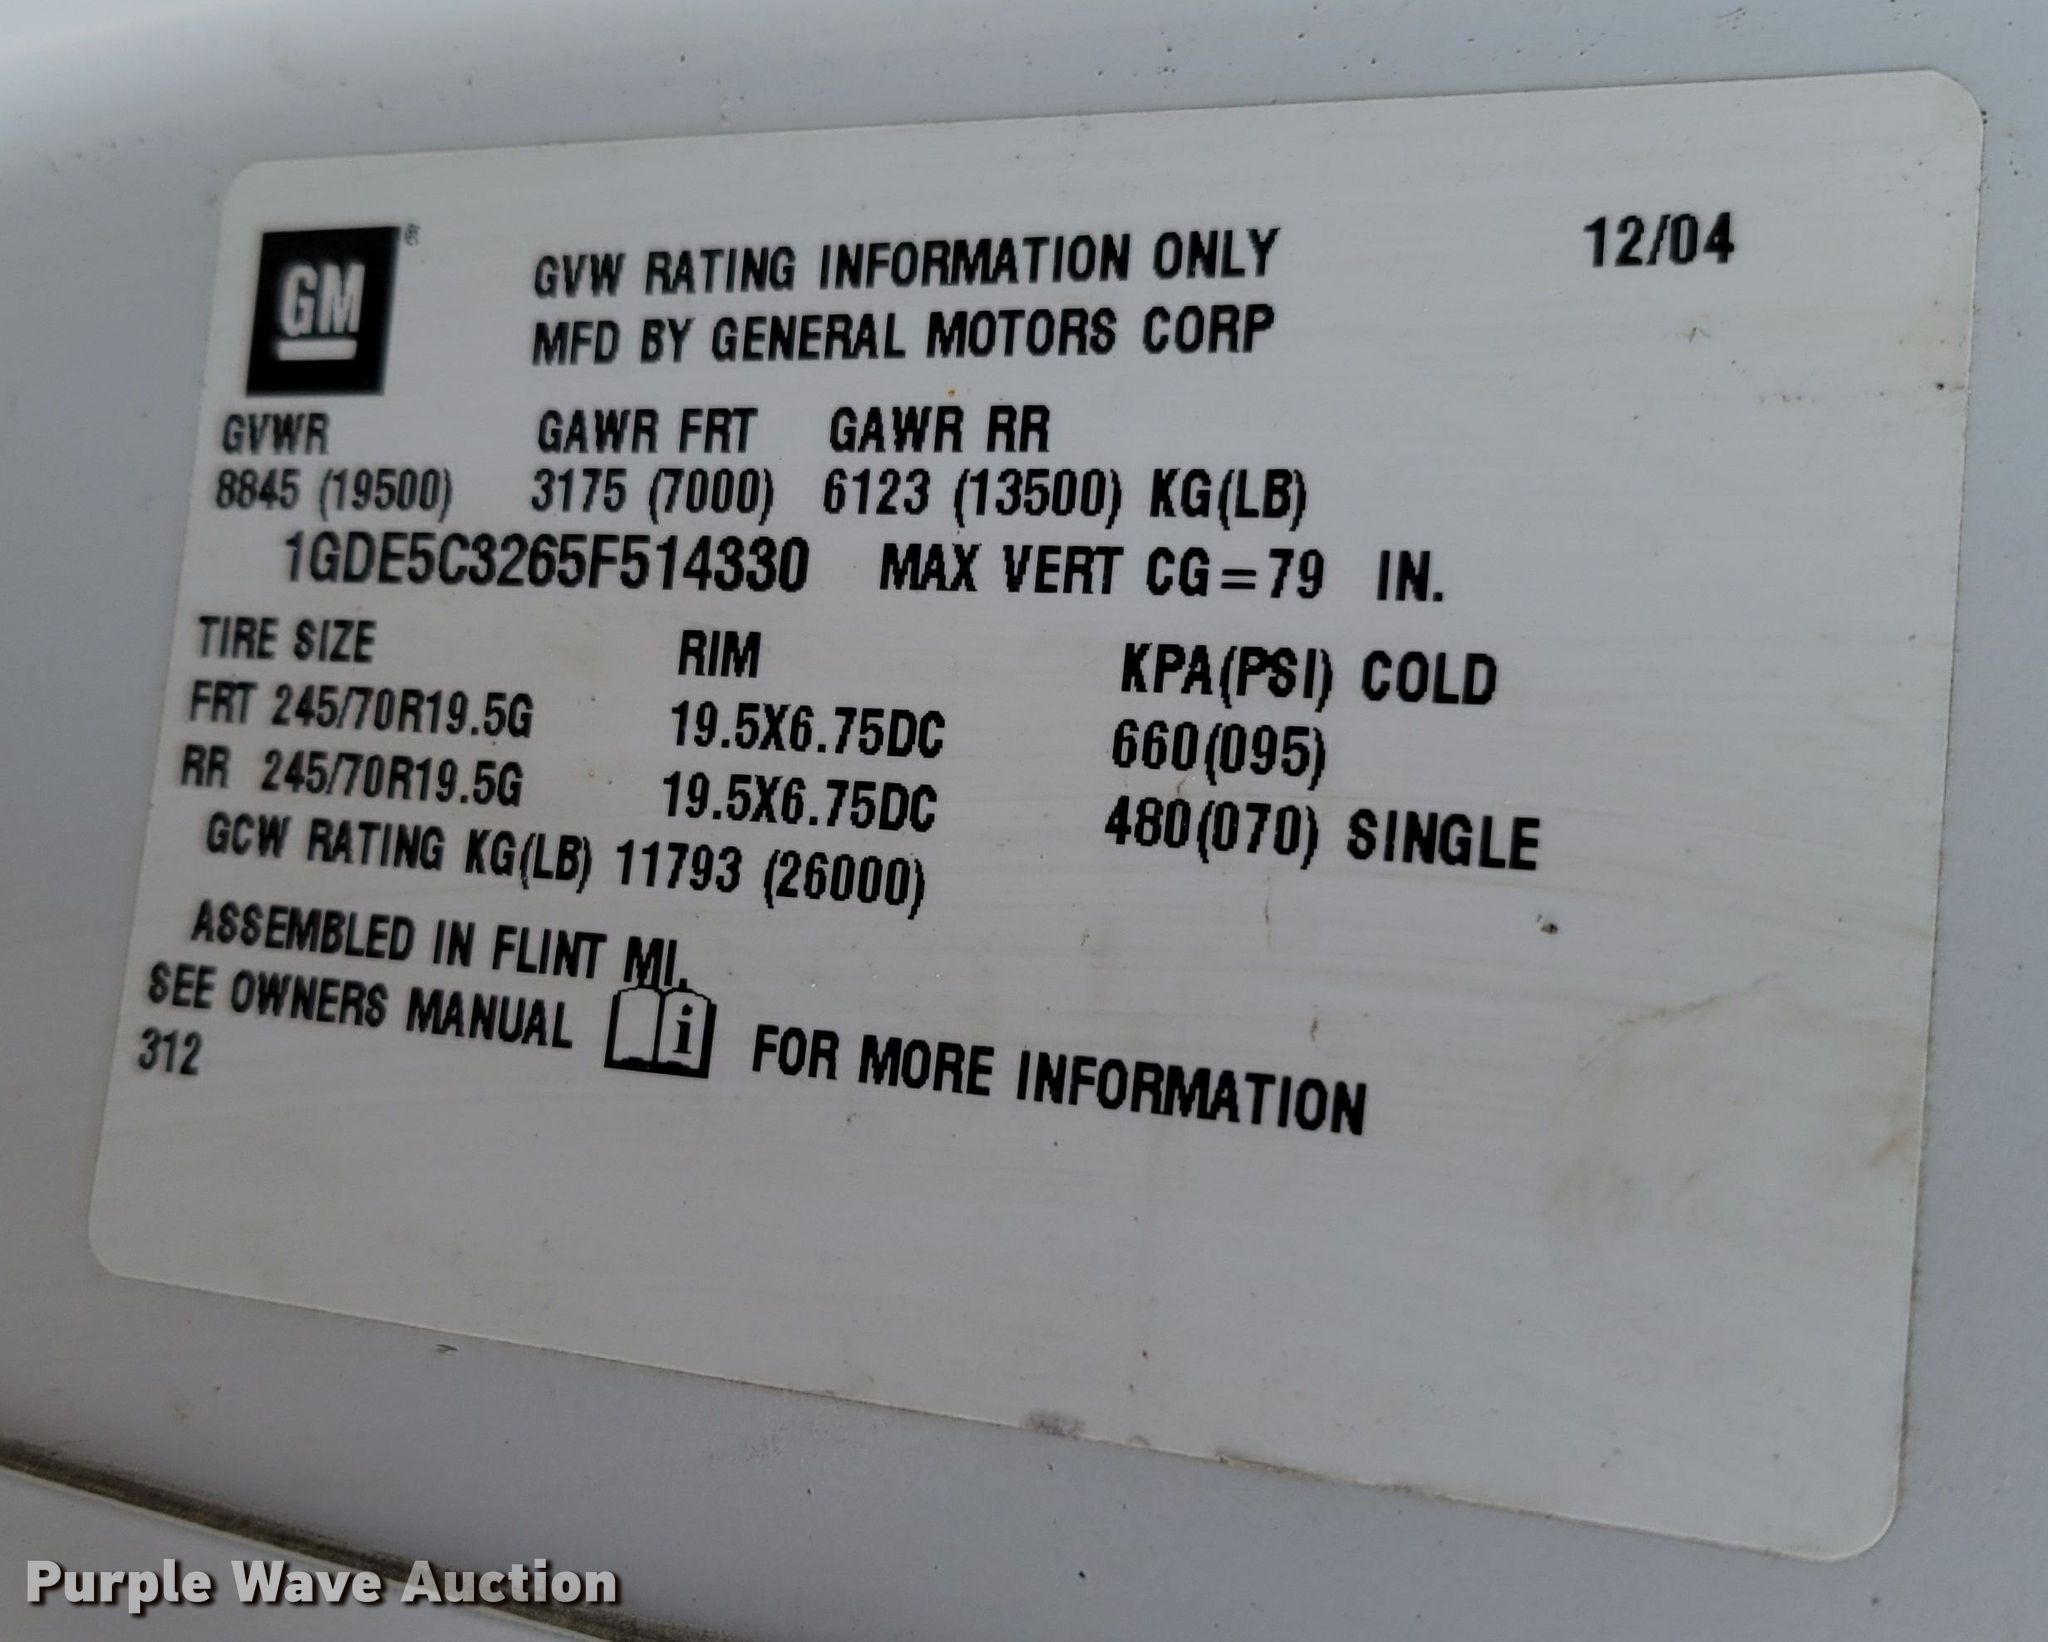 GM ®
GVW RATING INFORMATION ONLY 12/04
MFD BY GENERAL MOTORS CORP
GVWR GAWR FRT GAWR RR
8845 (19500) 3175 (7000) 6123 (13500) KG(LB)
1GDE5C3265F514330 MAX VERT CG=79 IN.
TIRE SIZE RIM KPA(PSI) COLD
FRT 245/70R19.5G 19.5X6.75DC 660(095)
RR 245/70R19.5G 19.5X6.75DC 480(070) SINGLE
GCW RATING KG(LB) 11793 (26000)
ASSEMBLED IN FLINT MI.
SEE OWNERS MANUAL i FOR MORE INFORMATION
312
Purple Wave Auction